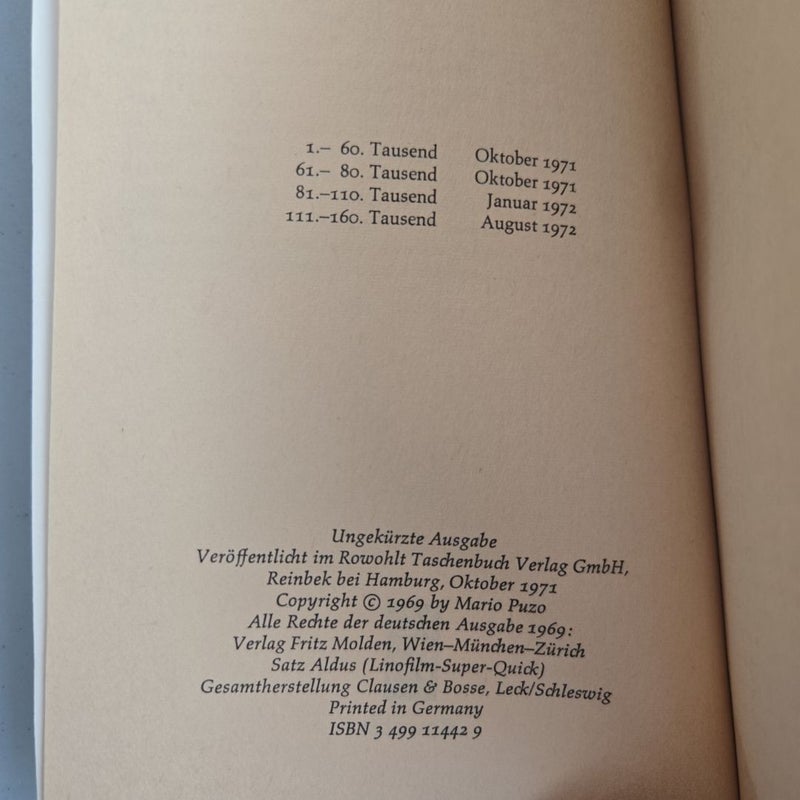 1.– 60. Tausend Oktober 1971
61.– 80. Tausend Oktober 1971
81.–110. Tausend Januar 1972
111.–160. Tausend August 1972
Ungekürzte Ausgabe
Veröffentlicht im Rowohlt Taschenbuch Verlag GmbH,
Reinbek bei Hamburg, Oktober 1971
Copyright © 1969 by Mario Puzo
Alle Rechte der deutschen Ausgabe 1969:
Verlag Fritz Molden, Wien–München–Zürich
Satz Aldus (Linofilm-Super-Quick)
Gesamtherstellung Clausen & Bosse, Leck/Schleswig
Printed in Germany
ISBN 3 499 11442 9